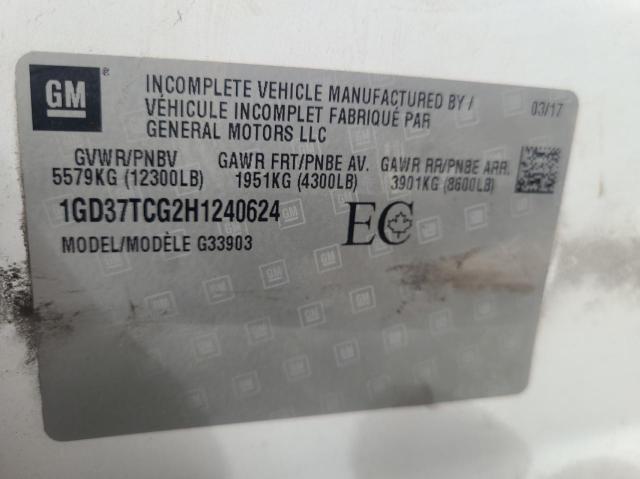 GM®
INCOMPLETE VEHICLE MANUFACTURED BY /
VÉHICULE INCOMPLET FABRIQUÉ PAR
GENERAL MOTORS LLC
03/17
GVWR/PNBV GAWR FRT/PNBE AV. GAWR RR/PNBE ARR.
5579KG (12300LB) 1951KG (4300LB) 3901KG (8600LB)
1GD37TCG2H1240624 EC
MODEL/MODÈLE G33903